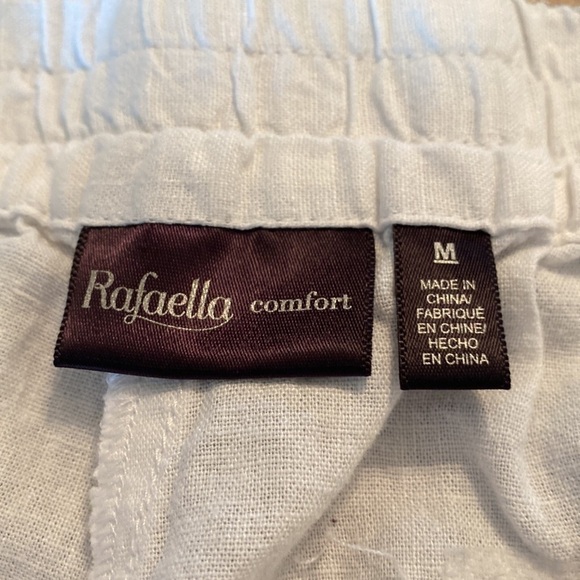 Rafaella comfort
M
MADE IN
CHINA/
FABRIQUÉ
EN CHINE/
HECHO
EN CHINA